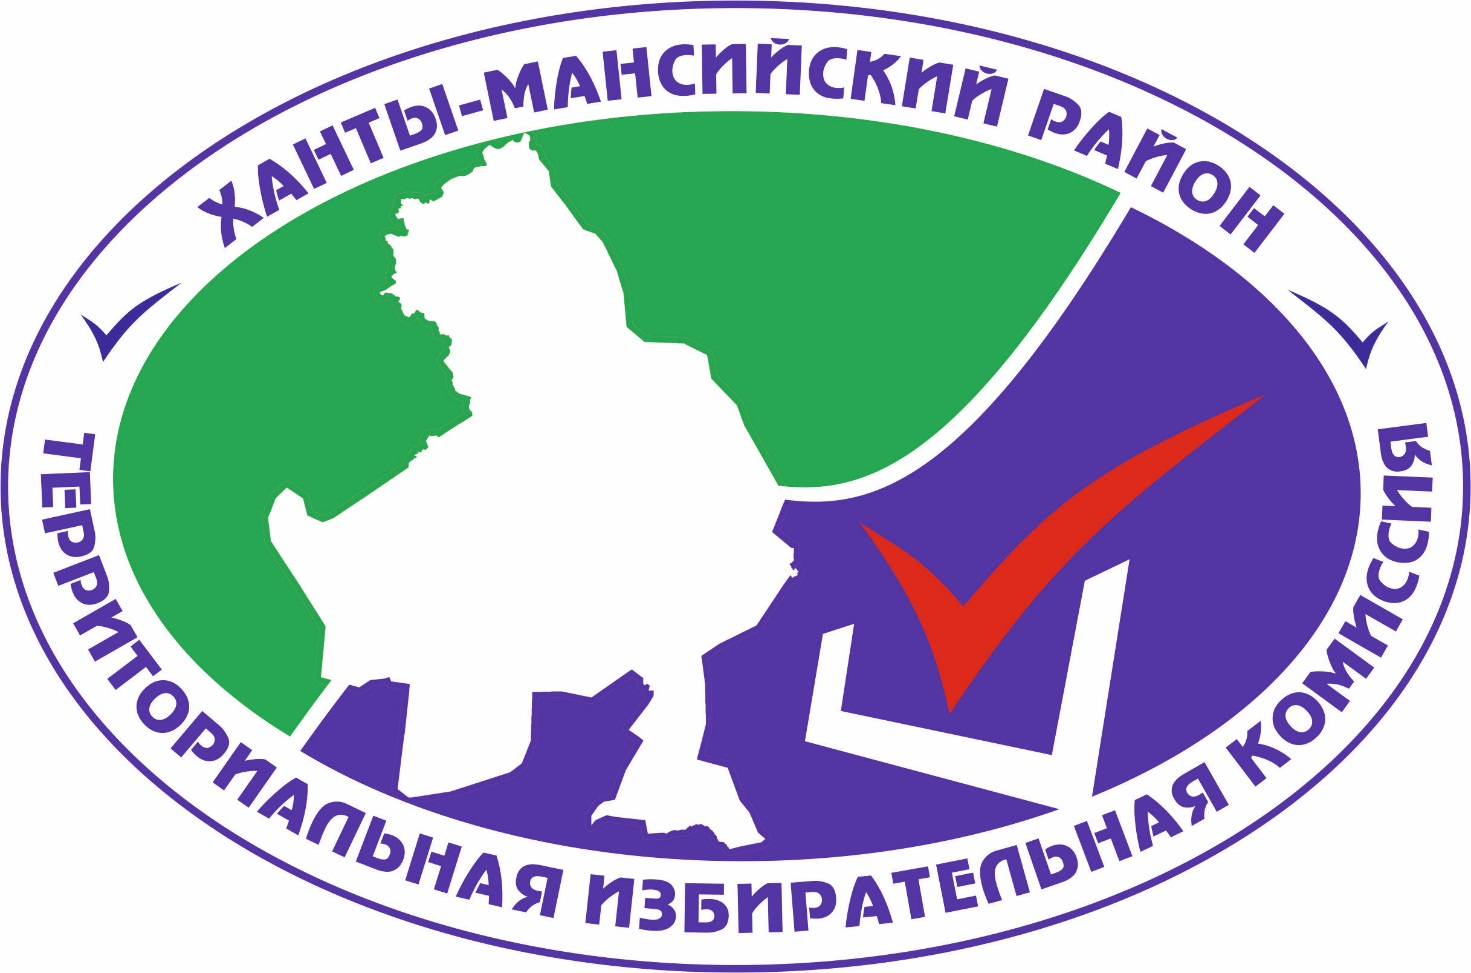 ХАНТЫ-МАНСИЙСКИЙ РАЙОН
ТЕРРИТОРИАЛЬНАЯ ИЗБИРАТЕЛЬНАЯ КОМИССИЯ